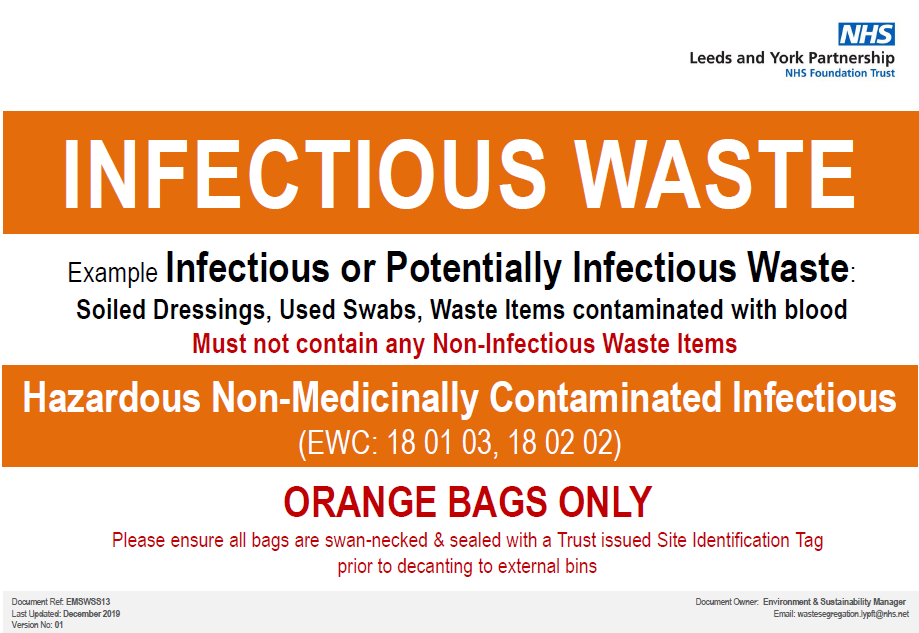 NHS
Leeds and York Partnership
NHS Foundation Trust
INFECTIOUS WASTE
Example Infectious or Potentially Infectious Waste:
Soiled Dressings, Used Swabs, Waste Items contaminated with blood
Must not contain any Non-Infectious Waste Items
Hazardous Non-Medicinally Contaminated Infectious
(EWC: 18 01 03, 18 02 02)
ORANGE BAGS ONLY
Please ensure all bags are swan-necked & sealed with a Trust issued Site Identification Tag
prior to decanting to external bins
Document Ref: EMSWSS13
Last Updated: December 2019
Version No: 01
Document Owner: Environment & Sustainability Manager
Email: wastesegregation.lypft@nhs.net